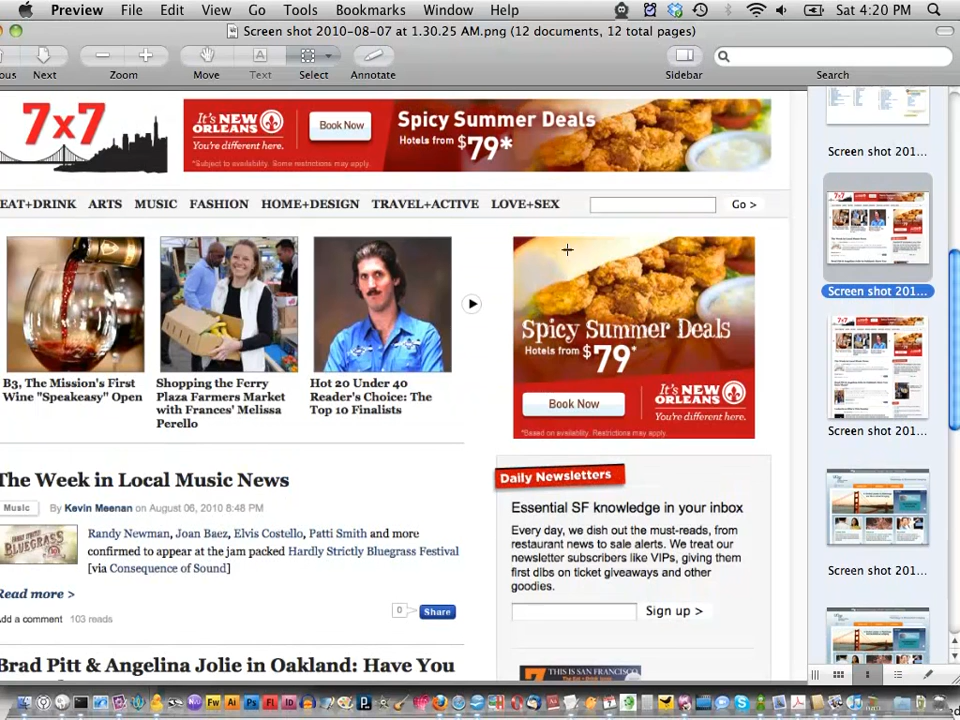 Preview File Edit View Go Tools Bookmarks Window Help Sat 4:20 PM
Screen shot 2010-08-07 at 1.30.25 AM.png (12 documents, 12 total pages)
ous Next Zoom Move Text Select Annotate Sidebar Search
7x7
It's NEW ORLEANS
You're different here.
*Subject to availability. Some restrictions may apply.
Book Now
Spicy Summer Deals
Hotels from $79*
EAT+DRINK ARTS MUSIC FASHION HOME+DESIGN TRAVEL+ACTIVE LOVE+SEX Go >
B3, The Mission's First
Wine "Speakeasy" Open
Shopping the Ferry
Plaza Farmers Market
with Frances' Melissa
Perello
Hot 20 Under 40
Reader's Choice: The
Top 10 Finalists
Spicy Summer Deals
Hotels from $79*
Book Now
It's NEW
ORLEANS
You're different here.
*Based on availability. Restrictions may apply.
The Week in Local Music News
Music By Kevin Meenan on August 06, 2010 8:48 PM
BLUEGRASS
Randy Newman, Joan Baez, Elvis Costello, Patti Smith and more
confirmed to appear at the jam packed Hardly Strictly Bluegrass Festival
[via Consequence of Sound]
Read more >
dd a comment 103 reads
0 Share
Brad Pitt & Angelina Jolie in Oakland: Have You
Daily Newsletters
Essential SF knowledge in your inbox
Every day, we dish out the must-reads, from
restaurant news to sale alerts. We treat our
newsletter subscribers like VIPs, giving them
first dibs on ticket giveaways and other
goodies.
Sign up >
7 THIS IS SAN FRANCISCO
Screen shot 201...
Screen shot 201...
Screen shot 201...
Screen shot 201...